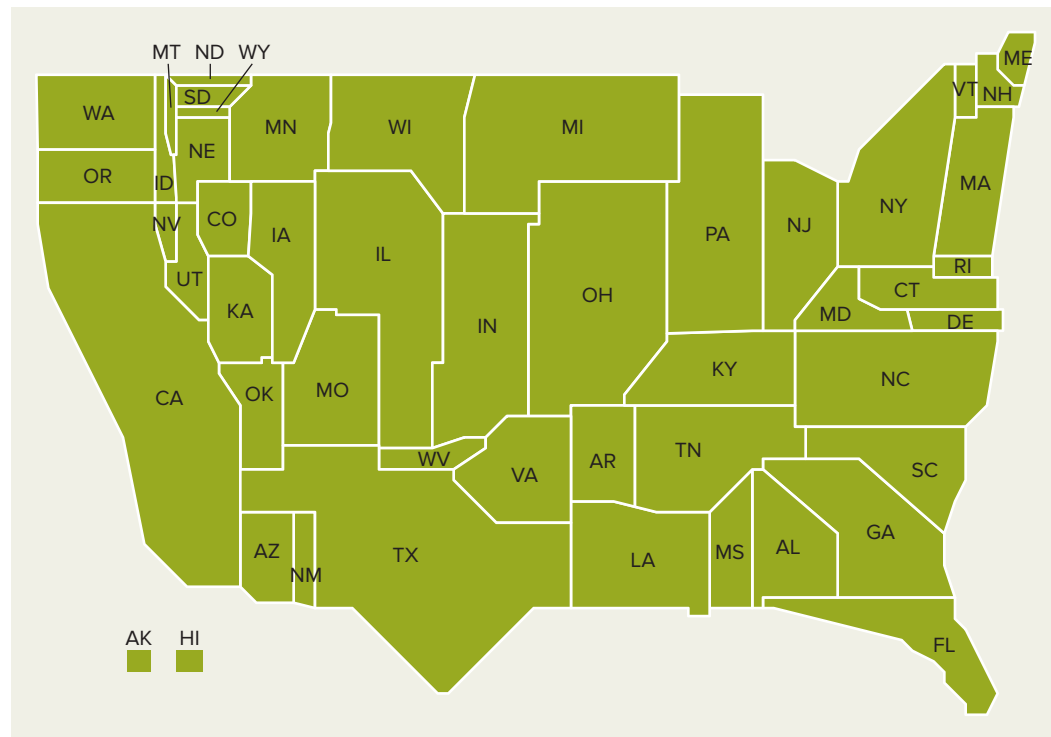 MT ND WY
ME
SD
VT NH
WA
MN WI MI
NE
OR ID
MA
NV CO IA
NY
NJ
PA
IL
UT
RI
KA
OH
CT
IN
MD DE
KY
NC
CA OK MO
TN
WV
AR
VA
SC
GA
AZ NM
TX
LA
MS AL
AK HI
FL